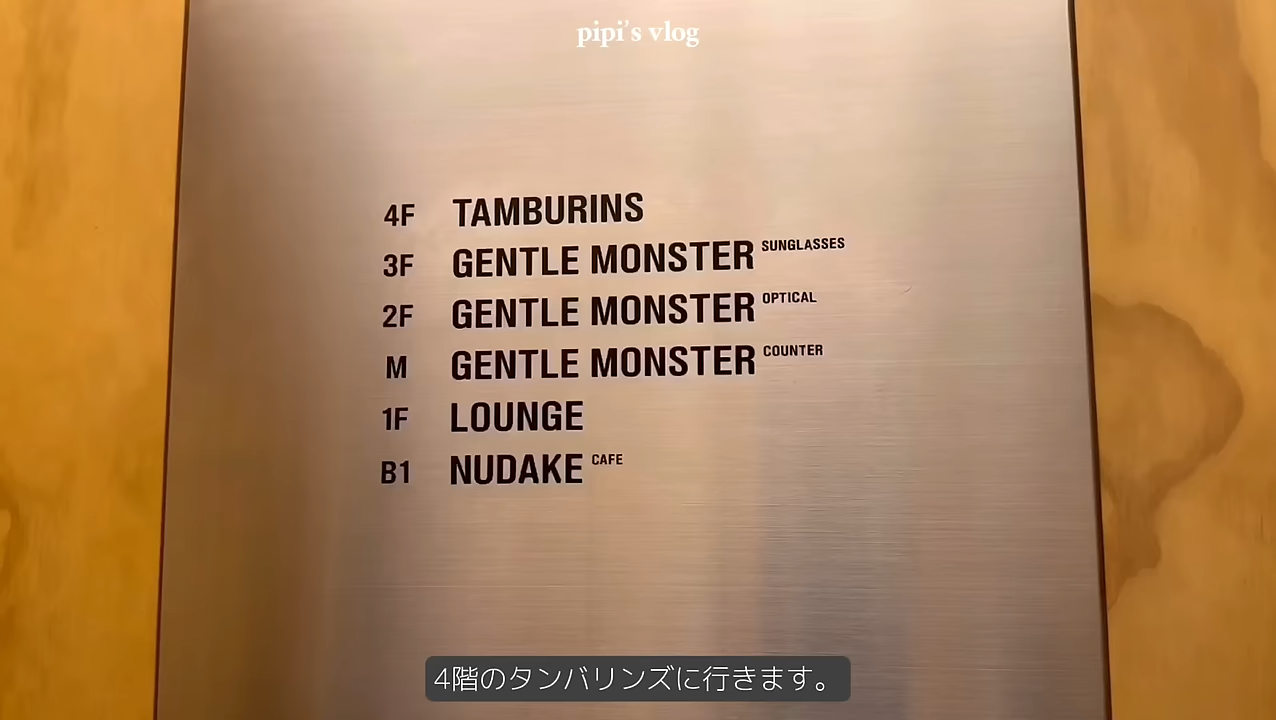 pipi's vlog
4F TAMBURINS
3F GENTLE MONSTER SUNGLASSES
2F GENTLE MONSTER OPTICAL
M GENTLE MONSTER COUNTER
1F LOUNGE
B1 NUDAKE CAFE
4階のタンバリンズに行きます。